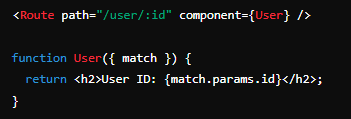 <Route path="/user/:id" component={User} />
function User({ match }) {
  return <h2>User ID: {match.params.id}</h2>;
}